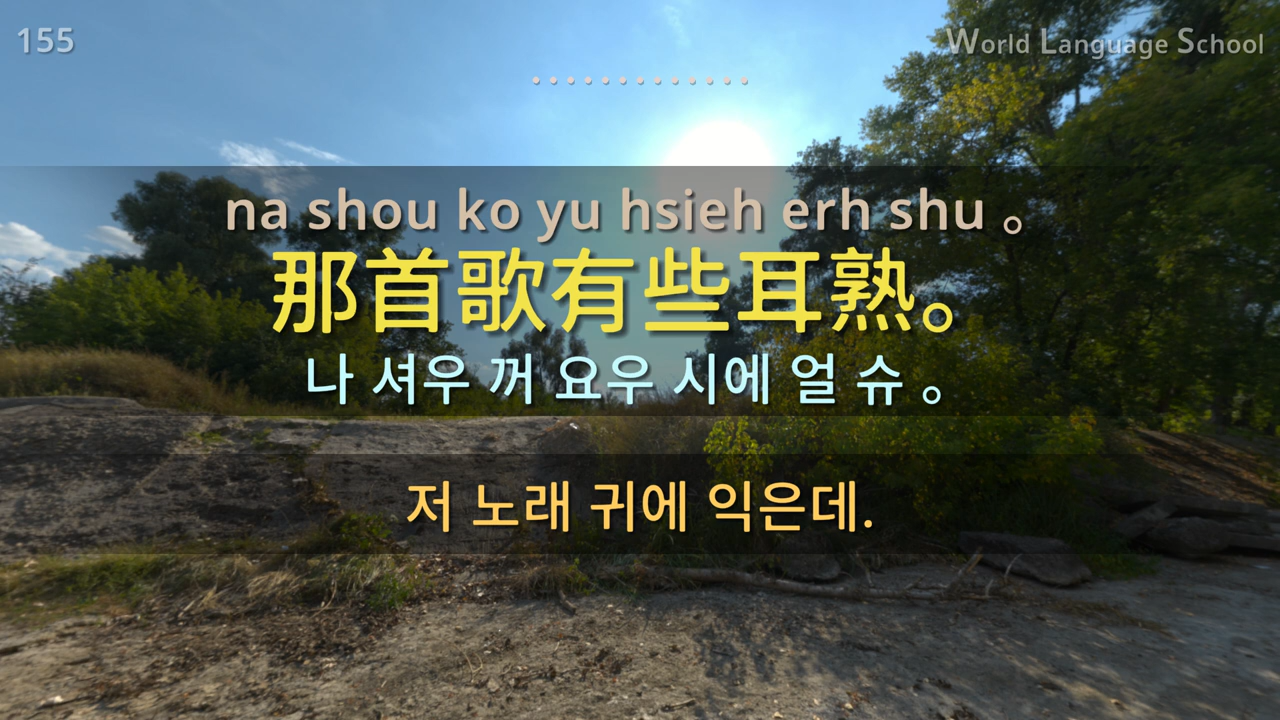 155
World Language School
na shou ko yu hsieh erh shu 。
那首歌有些耳熟。
나 셔우 꺼 요우 시에 얼 슈 。
저 노래 귀에 익은데.